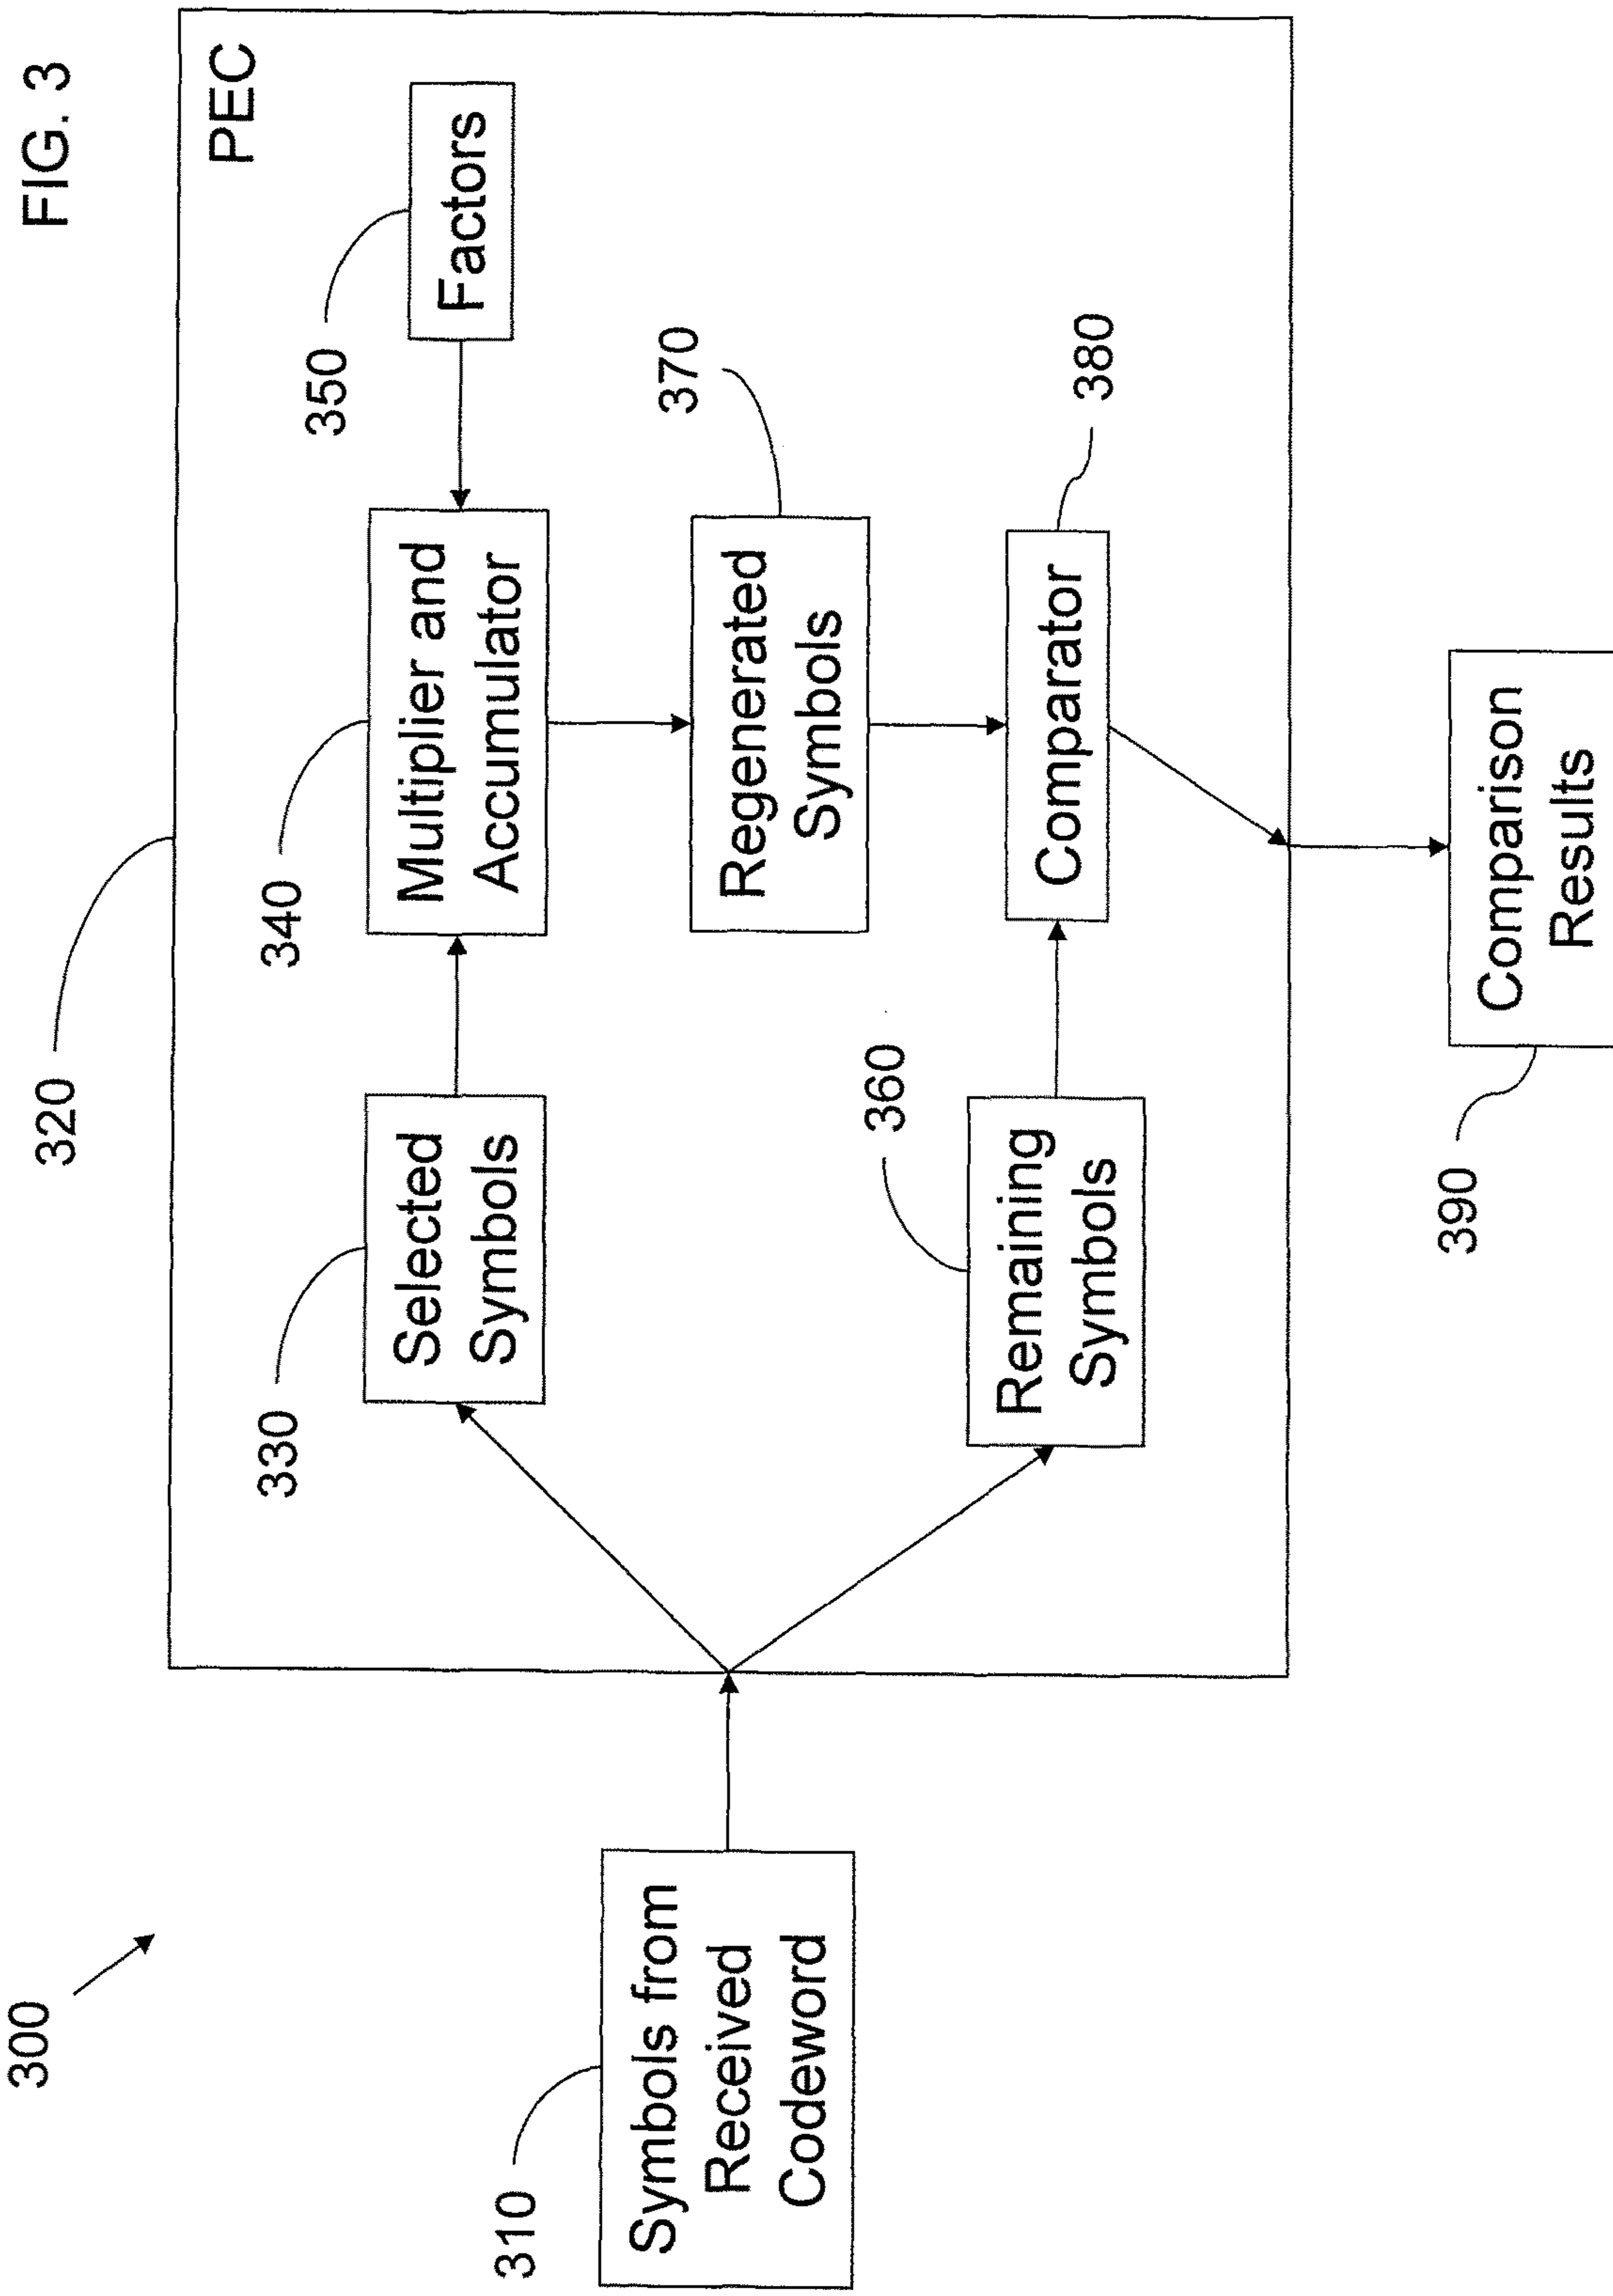 FIG. 3
300
320
PEC
310
Symbols from
Received
Codeword
330
Selected
Symbols
340
Multiplier and
Accumulator
350
Factors
370
Regenerated
Symbols
360
Remaining
Symbols
380
Comparator
390
Comparison
Results